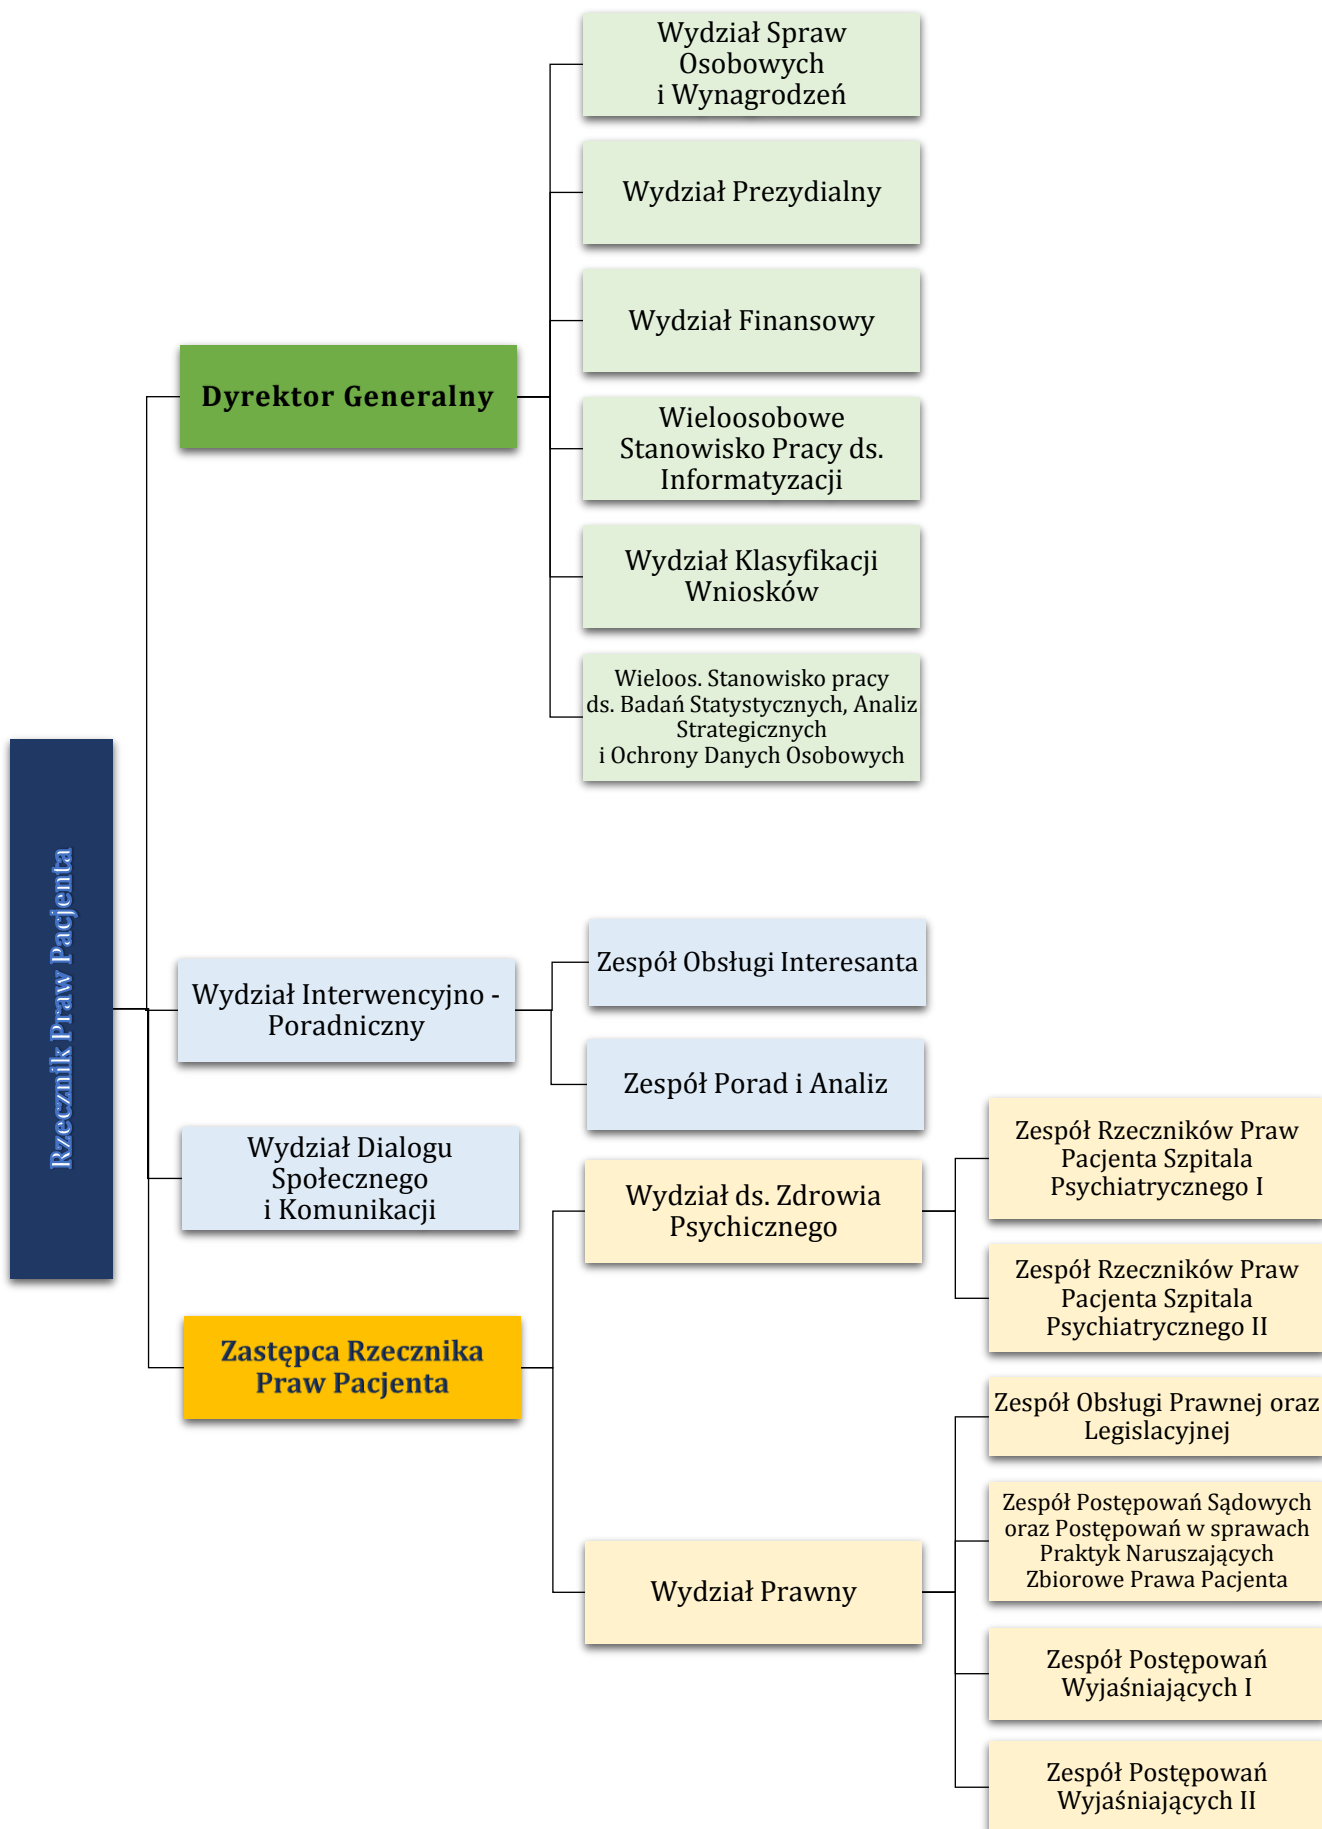 Wydział Spraw
Osobowych
i Wynagrodzeń
Wydział Prezydialny
Wydział Finansowy
Dyrektor Generalny
Wieloosobowe
Stanowisko Pracy ds.
Informatyzacji
Wydział Klasyfikacji
Wniosków
Wieloos. Stanowisko pracy
ds. Badań Statystycznych, Analiz
Strategicznych
i Ochrony Danych Osobowych
Rzecznik Praw Pacjenta
Wydział Interwencyjno -
Poradniczny
Zespół Obsługi Interesanta
Zespół Porad i Analiz
Wydział Dialogu
Społecznego
i Komunikacji
Zastępca Rzecznika
Praw Pacjenta
Wydział ds. Zdrowia
Psychicznego
Zespół Rzeczników Praw
Pacjenta Szpitala
Psychiatrycznego I
Zespół Rzeczników Praw
Pacjenta Szpitala
Psychiatrycznego II
Wydział Prawny
Zespół Obsługi Prawnej oraz
Legislacyjnej
Zespół Postępowań Sądowych
oraz Postępowań w sprawach
Praktyk Naruszających
Zbiorowe Prawa Pacjenta
Zespół Postępowań
Wyjaśniających I
Zespół Postępowań
Wyjaśniających II